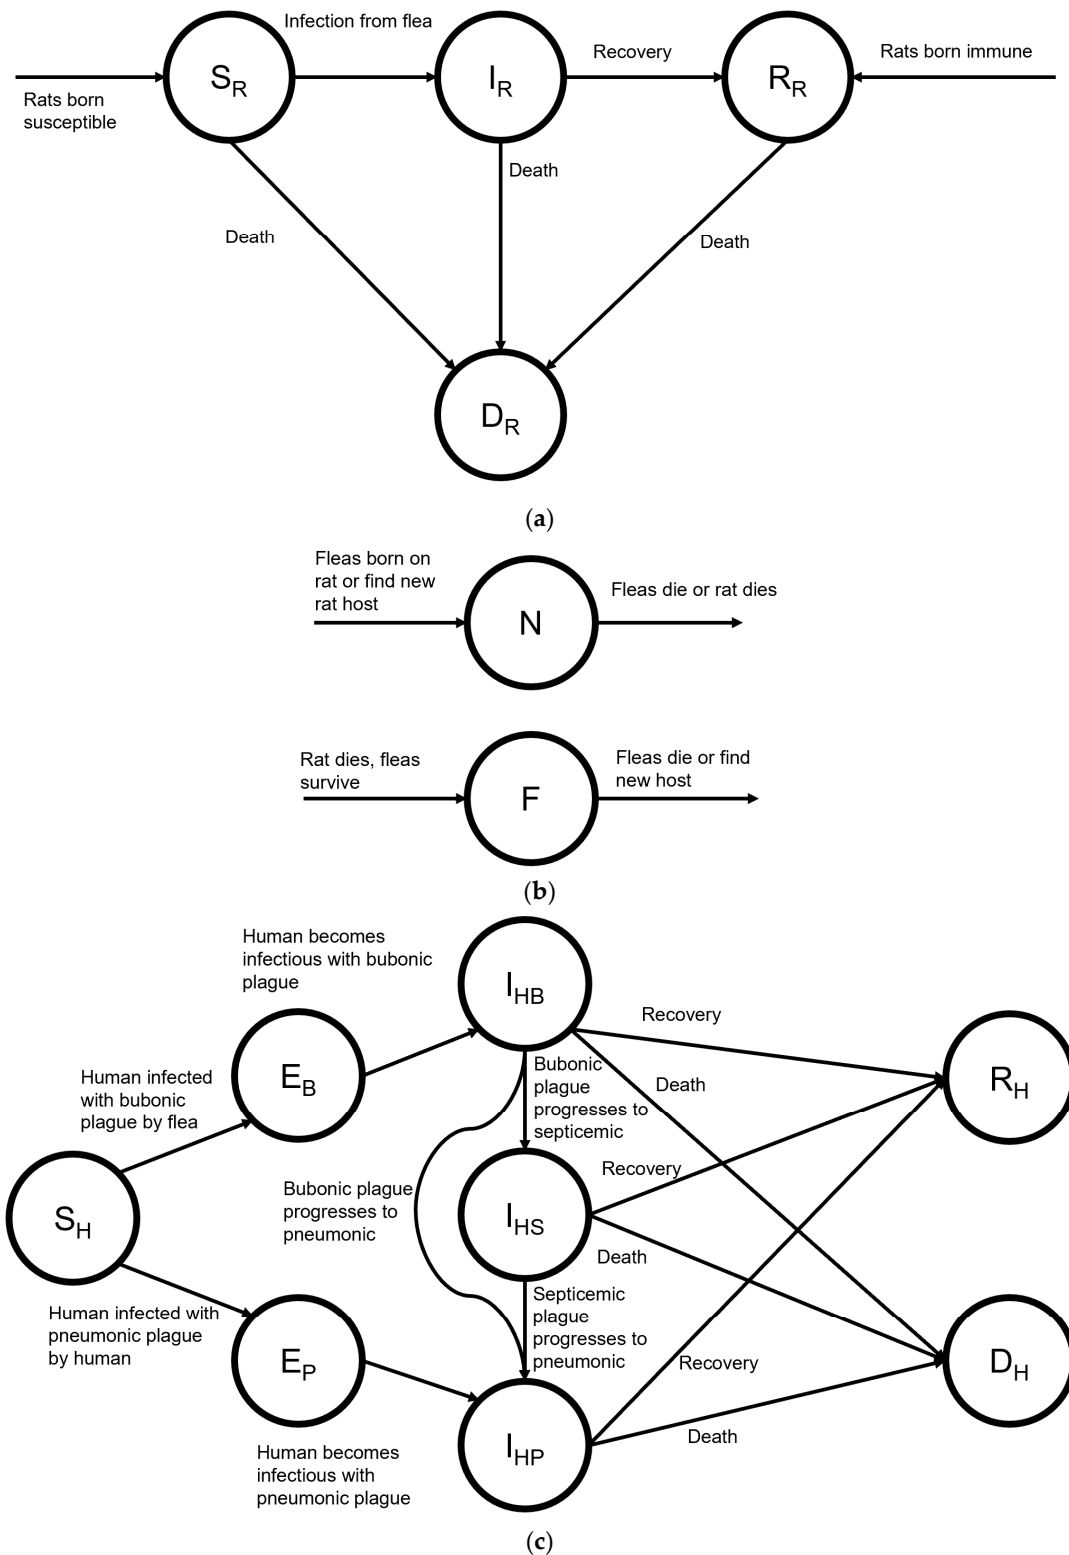 Infection from flea
Recovery
Rats born immune
S_R
I_R
R_R
Rats born
susceptible
Death
Death
Death
D_R
(a)
Fleas born on
rat or find new
rat host
Fleas die or rat dies
N
Rat dies, fleas
survive
Fleas die or find
new host
F
(b)
Human becomes
infectious with bubonic
plague
I_HB
Recovery
E_B
Bubonic
plague
progresses to
septicemic
Death
R_H
Human infected
with bubonic
plague by flea
Recovery
Bubonic plague
progresses to
pneumonic
S_H
I_HS
Death
Human infected with
pneumonic plague
by human
Septicemic
plague
progresses to
pneumonic
E_P
Recovery
D_H
Human becomes
infectious with
pneumonic plague
I_HP
Death
(c)